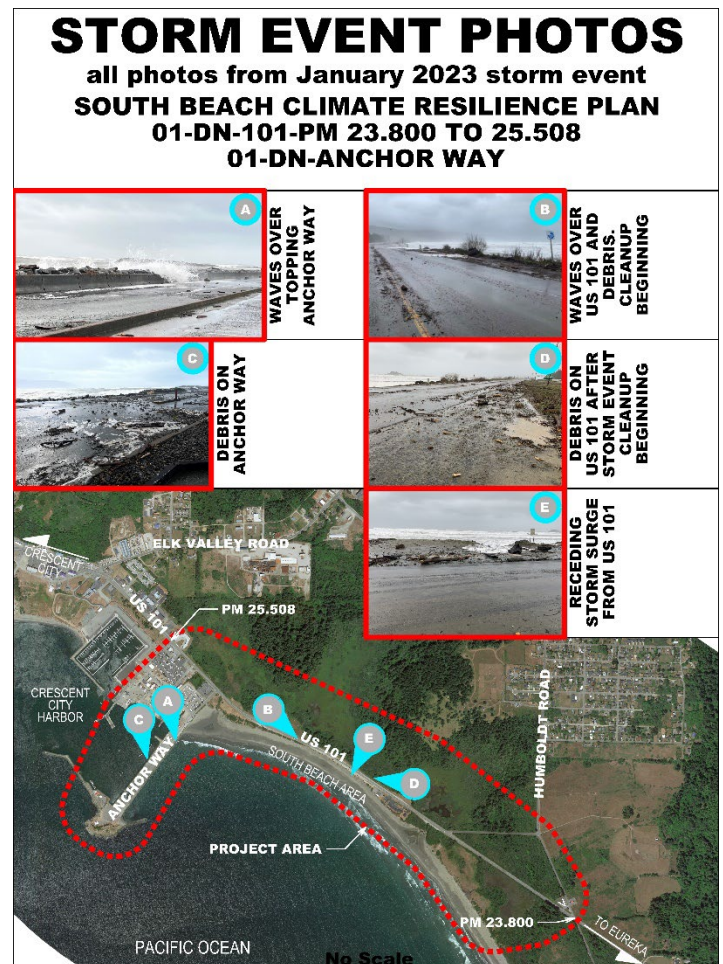 STORM EVENT PHOTOS
all photos from January 2023 storm event
SOUTH BEACH CLIMATE RESILIENCE PLAN
01-DN-101-PM 23.800 TO 25.508
01-DN-ANCHOR WAY
A
WAVES OVER
TOPPING
ANCHOR WAY
B
WAVES OVER
US 101 AND
DEBRIS.
CLEANUP
BEGINNING
C
DEBRIS ON
ANCHOR WAY
D
DEBRIS ON
US 101 AFTER
STORM EVENT
CLEANUP
BEGINNING
E
RECEDING
STORM SURGE
FROM US 101
CRESCENT
CITY
ELK VALLEY ROAD
US 101
PM 25.508
CRESCENT
CITY
HARBOR
C
A
ANCHOR WAY
B
US 101
E
D
SOUTH BEACH AREA
HUMBOLDT ROAD
PROJECT AREA
PM 23.800
TO EUREKA
PACIFIC OCEAN
No Scale